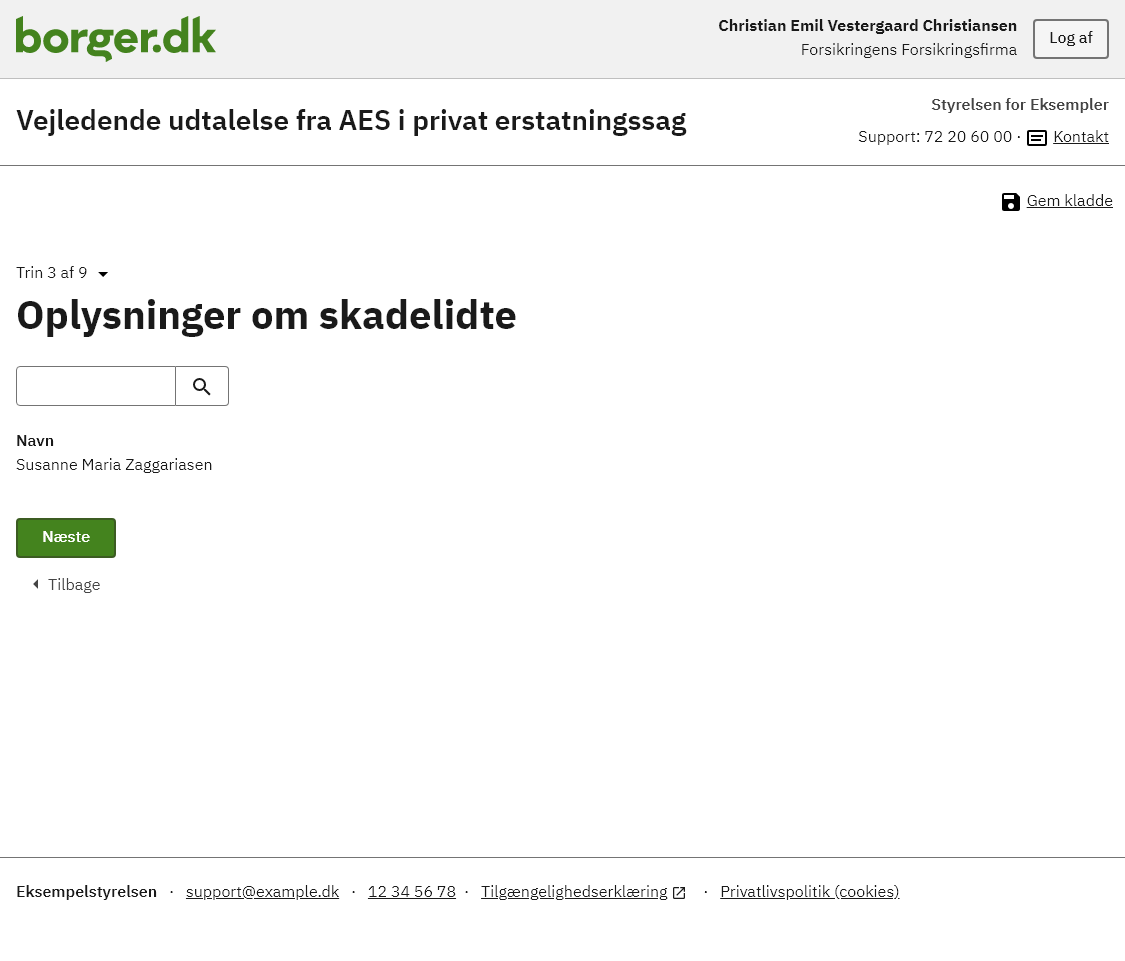 borger.dk
Christian Emil Vestergaard Christiansen
Forsikringens Forsikringsfirma
Log af
Vejledende udtalelse fra AES i privat erstatningssag
Styrelsen for Eksempler
Support: 72 20 60 00 · Kontakt
Gem kladde
Trin 3 af 9
Oplysninger om skadelidte
Navn
Susanne Maria Zaggariasen
Næste
Tilbage
Eksempelstyrelsen · support@example.dk · 12 34 56 78 · Tilgængelighedserklæring · Privatlivspolitik (cookies)